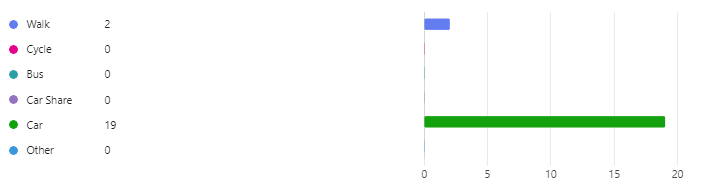 Walk 2
Cycle 0
Bus 0
Car Share 0
Car 19
Other 0
0 5 10 15 20